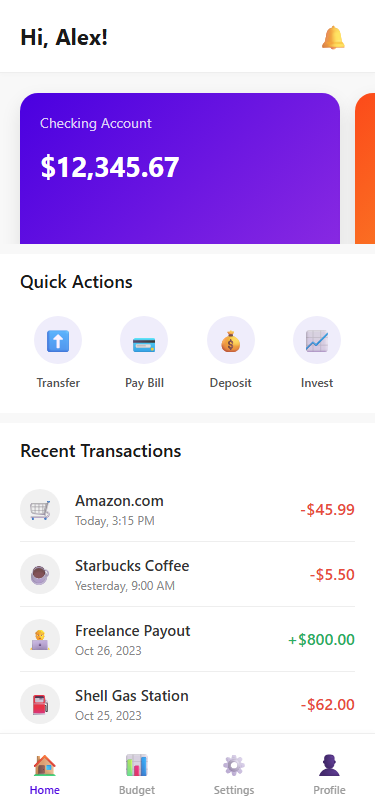 Hi, Alex!
Checking Account
$12,345.67
Quick Actions
Transfer
Pay Bill
Deposit
Invest
Recent Transactions
Amazon.com
-$45.99
Today, 3:15 PM
Starbucks Coffee
-$5.50
Yesterday, 9:00 AM
Freelance Payout
+$800.00
Oct 26, 2023
Shell Gas Station
-$62.00
Oct 25, 2023
Home
Budget
Settings
Profile